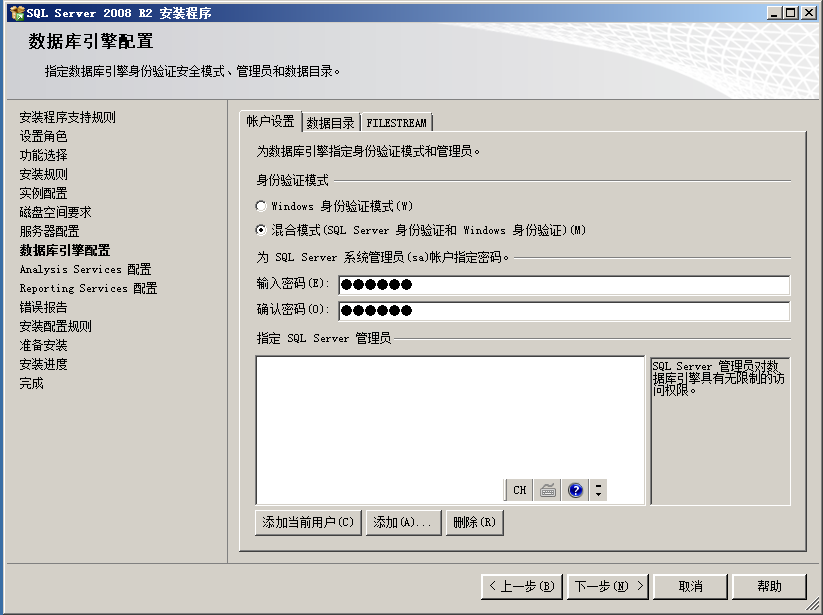 SQL Server 2008 R2 安装程序
数据库引擎配置
指定数据库引擎身份验证安全模式、管理员和数据目录。
安装程序支持规则
设置角色
功能选择
安装规则
实例配置
磁盘空间要求
服务器配置
数据库引擎配置
Analysis Services 配置
Reporting Services 配置
错误报告
安装配置规则
准备安装
安装进度
完成
帐户设置 数据目录 FILESTREAM
为数据库引擎指定身份验证模式和管理员。
身份验证模式
Windows 身份验证模式(W)
混合模式(SQL Server 身份验证和 Windows 身份验证)(M)
为 SQL Server 系统管理员(sa)帐户指定密码。
输入密码(E): ●●●●●●
确认密码(O): ●●●●●●
指定 SQL Server 管理员
SQL Server 管理员对数
据库引擎具有无限制的访
问权限。
CH ?
添加当前用户(C) 添加(A)... 删除(R)
< 上一步(B) 下一步(N) > 取消 帮助